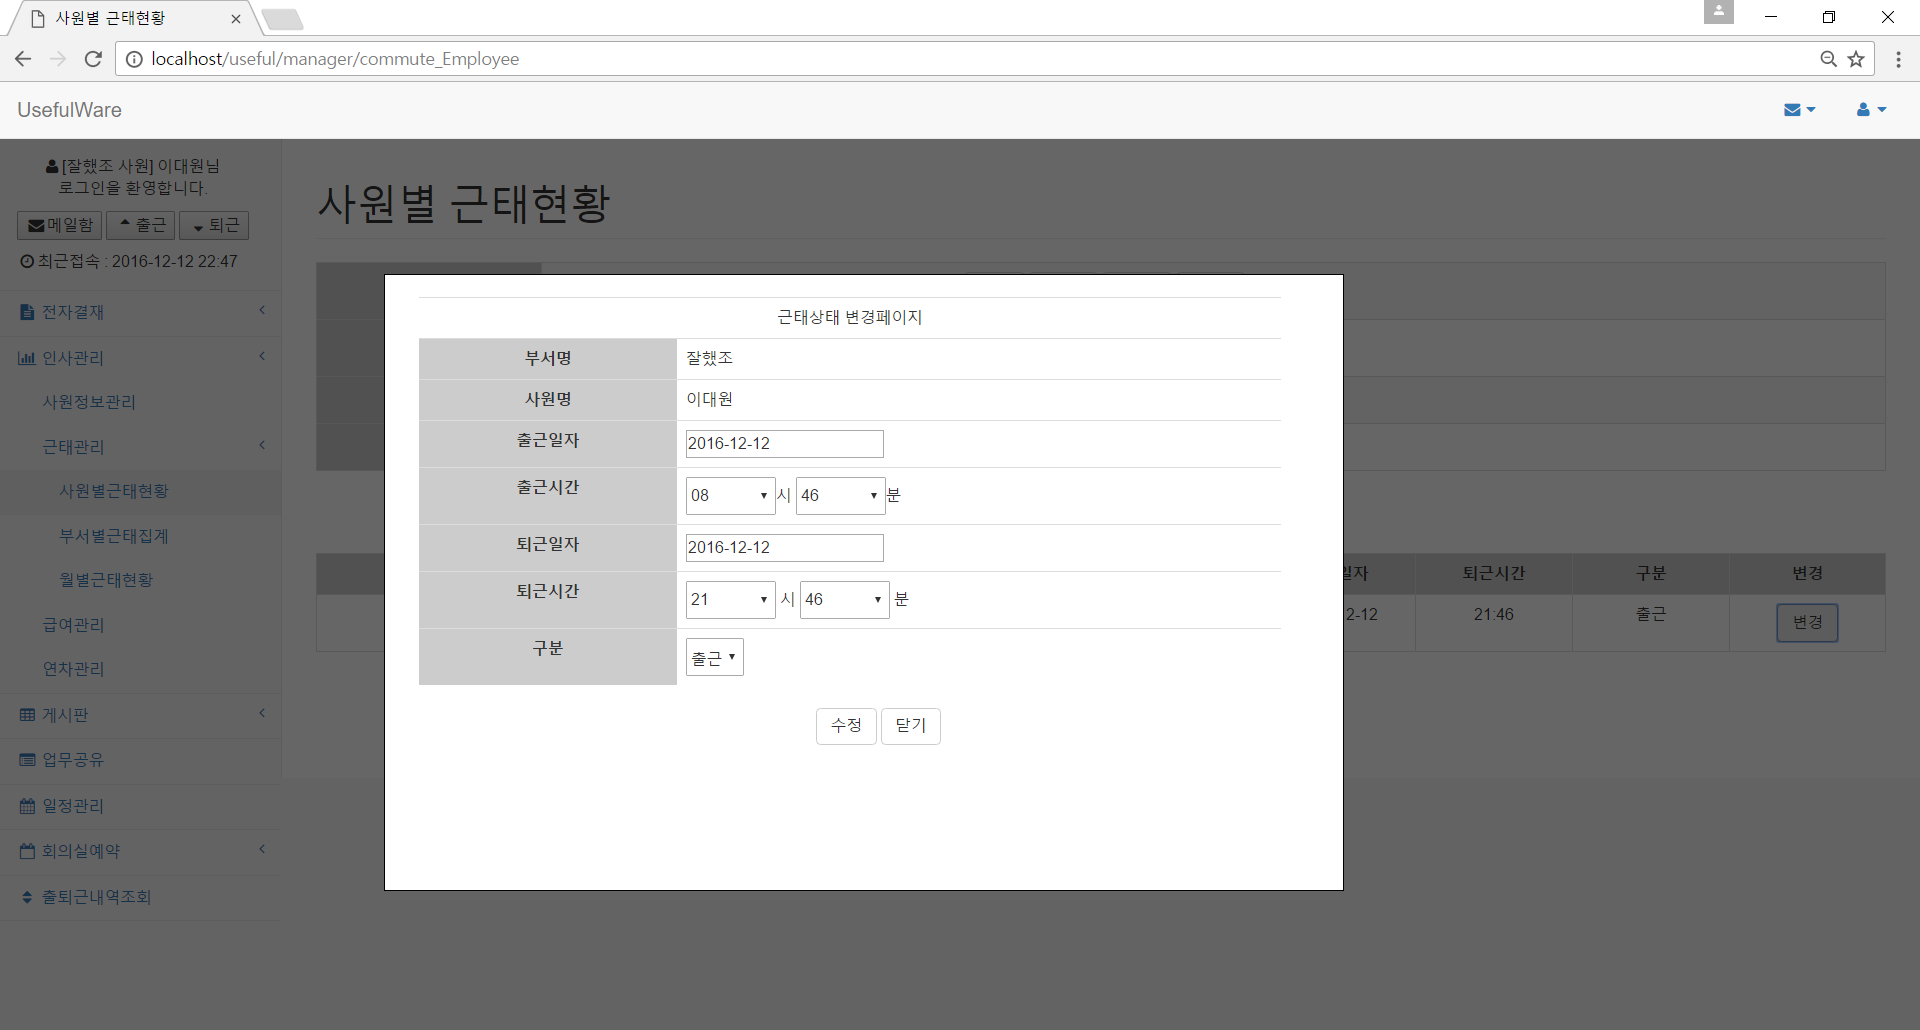 사원별 근태현황
localhost/useful/manager/commute_Employee
UsefulWare
[잘했조 사원] 이대원님
로그인을 환영합니다.
메일함 출근 퇴근
최근접속 : 2016-12-12 22:47
전자결재
인사관리
사원정보관리
근태관리
사원별근태현황
부서별근태집계
월별근태현황
급여관리
연차관리
게시판
업무공유
일정관리
회의실예약
출퇴근내역조회
사원별 근태현황
근태상태 변경페이지
부서명 잘했조
사원명 이대원
출근일자 2016-12-12
출근시간 08 시 46 분
퇴근일자 2016-12-12
퇴근시간 21 시 46 분
구분 출근
수정 닫기
일자 퇴근시간 구분 변경
2-12 21:46 출근 변경